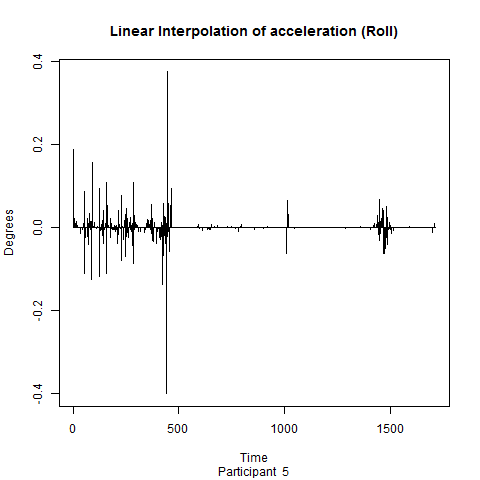 Linear Interpolation of acceleration (Roll)
0.4
0.2
0.0
-0.2
-0.4
Degrees
0
500
1000
1500
Time
Participant 5